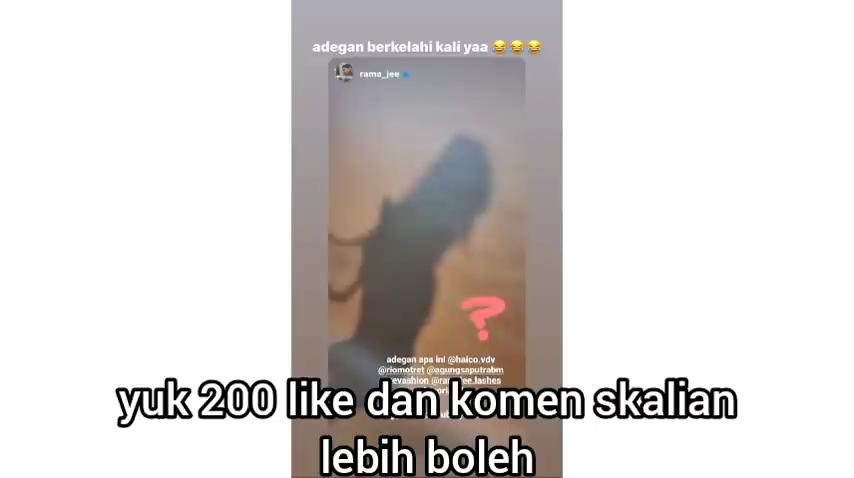 adegan berkelahi kali yaa 😂😂😂
rama_jee
adegan apa ini @haico.vdv
@riomotret @agungsaputrabm
yuk 200 like dan komen skalian
lebih boleh